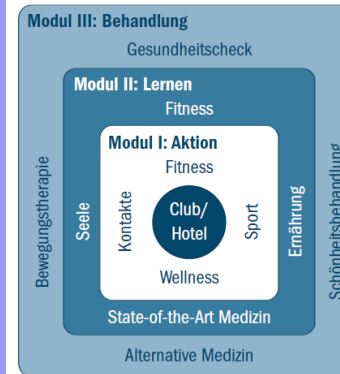 Modul III: Behandlung
Gesundheitscheck
Modul II: Lernen
Fitness
Modul I: Aktion
Fitness
Bewegungstherapie
Seele
Kontakte
Club/
Hotel
Sport
Ernährung
Schönheitsbehandlung
Wellness
State-of-the-Art Medizin
Alternative Medizin